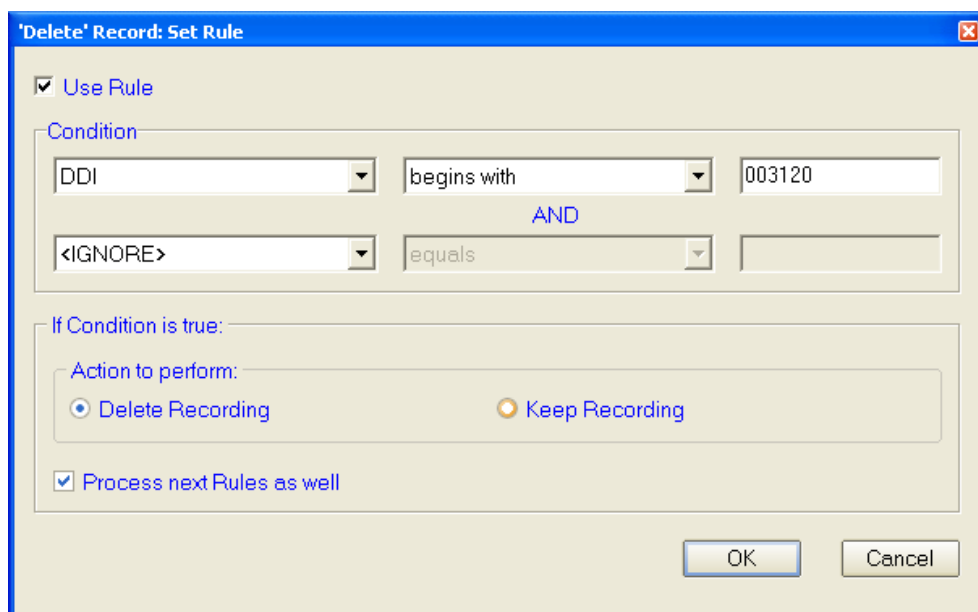 'Delete' Record: Set Rule
Use Rule
Condition
DDI begins with 003120
AND
<IGNORE> equals
If Condition is true:
Action to perform:
Delete Recording Keep Recording
Process next Rules as well
OK Cancel